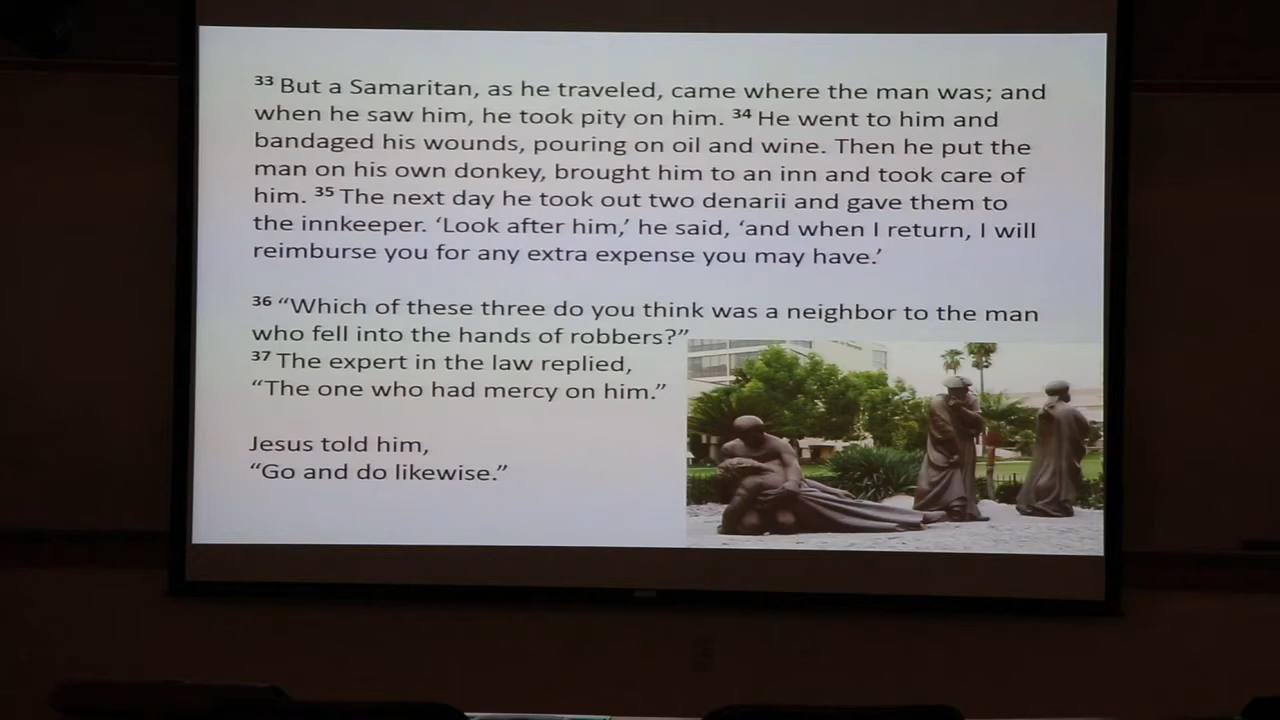 33 But a Samaritan, as he traveled, came where the man was; and
when he saw him, he took pity on him. 34 He went to him and
bandaged his wounds, pouring on oil and wine. Then he put the
man on his own donkey, brought him to an inn and took care of
him. 35 The next day he took out two denarii and gave them to
the innkeeper. ‘Look after him,’ he said, ‘and when I return, I will
reimburse you for any extra expense you may have.’
36 “Which of these three do you think was a neighbor to the man
who fell into the hands of robbers?”
37 The expert in the law replied,
“The one who had mercy on him.”
Jesus told him,
“Go and do likewise.”